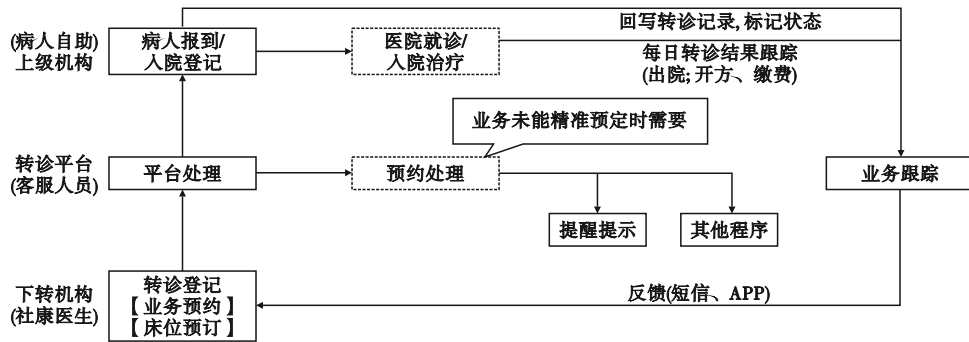 回写转诊记录,标记状态
(病人自助)
上级机构
病人报到/
入院登记
医院就诊/
入院治疗
每日转诊结果跟踪
(出院;开方、缴费)
业务未能精准预定时需要
转诊平台
(客服人员)
平台处理
预约处理
业务跟踪
提醒提示
其他程序
下转机构
(社康医生)
转诊登记
【业务预约】
【床位预订】
反馈(短信、APP)